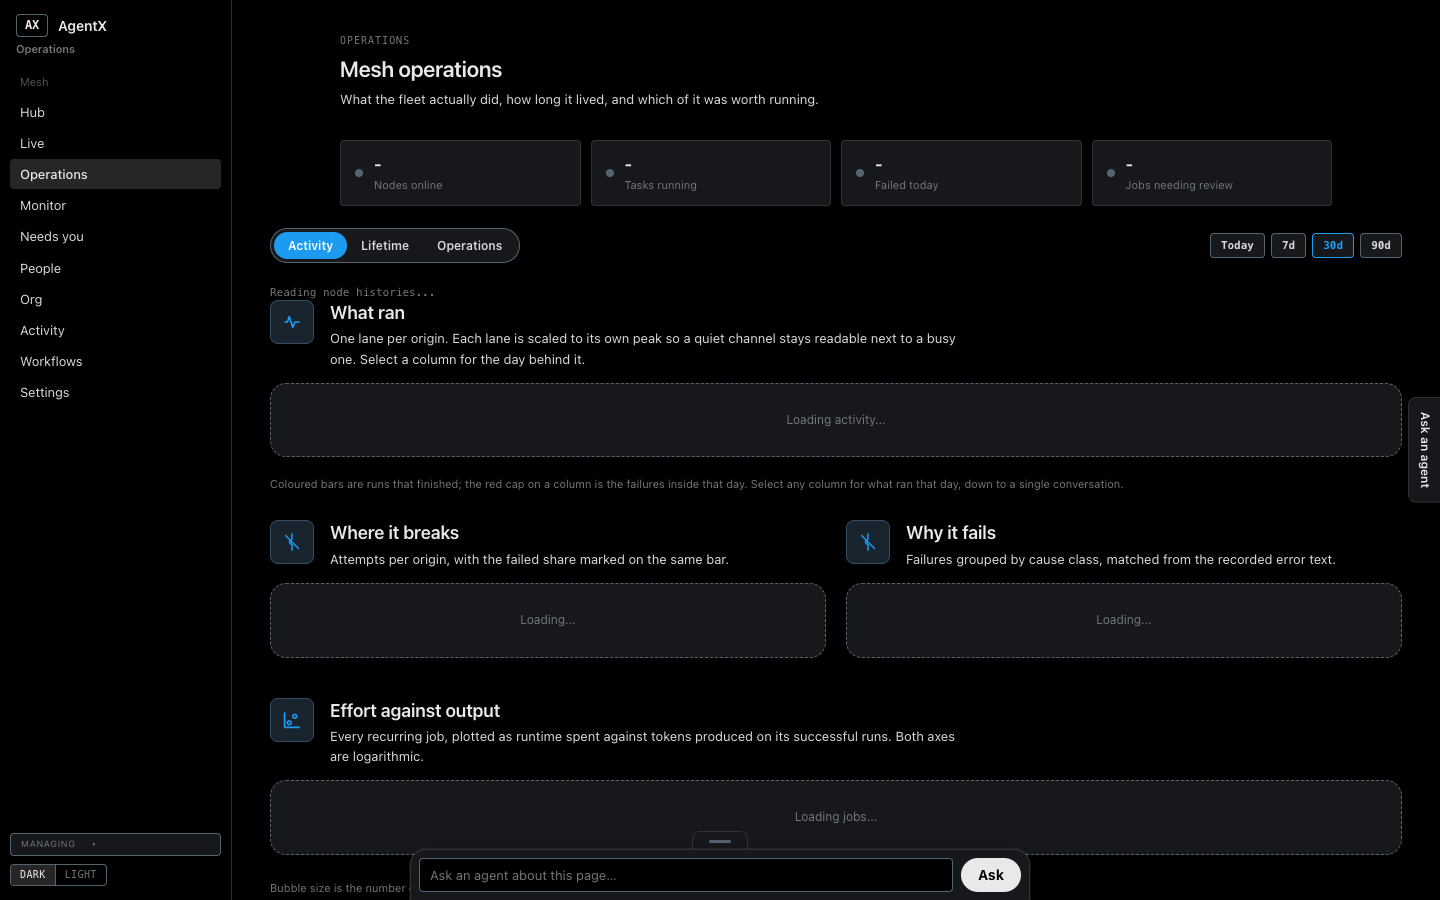 AX AgentX
Operations
Mesh
Hub
Live
Operations
Monitor
Needs you
People
Org
Activity
Workflows
Settings
MANAGING
DARK LIGHT
OPERATIONS
Mesh operations
What the fleet actually did, how long it lived, and which of it was worth running.
-
Nodes online
-
Tasks running
-
Failed today
-
Jobs needing review
Activity Lifetime Operations
Today 7d 30d 90d
Reading node histories...
What ran
One lane per origin. Each lane is scaled to its own peak so a quiet channel stays readable next to a busy
one. Select a column for the day behind it.
Loading activity...
Coloured bars are runs that finished; the red cap on a column is the failures inside that day. Select any column for what ran that day, down to a single conversation.
Where it breaks
Attempts per origin, with the failed share marked on the same bar.
Loading...
Why it fails
Failures grouped by cause class, matched from the recorded error text.
Loading...
Effort against output
Every recurring job, plotted as runtime spent against tokens produced on its successful runs. Both axes
are logarithmic.
Loading jobs...
Bubble size is the number
Ask an agent about this page...
Ask
Ask an agent